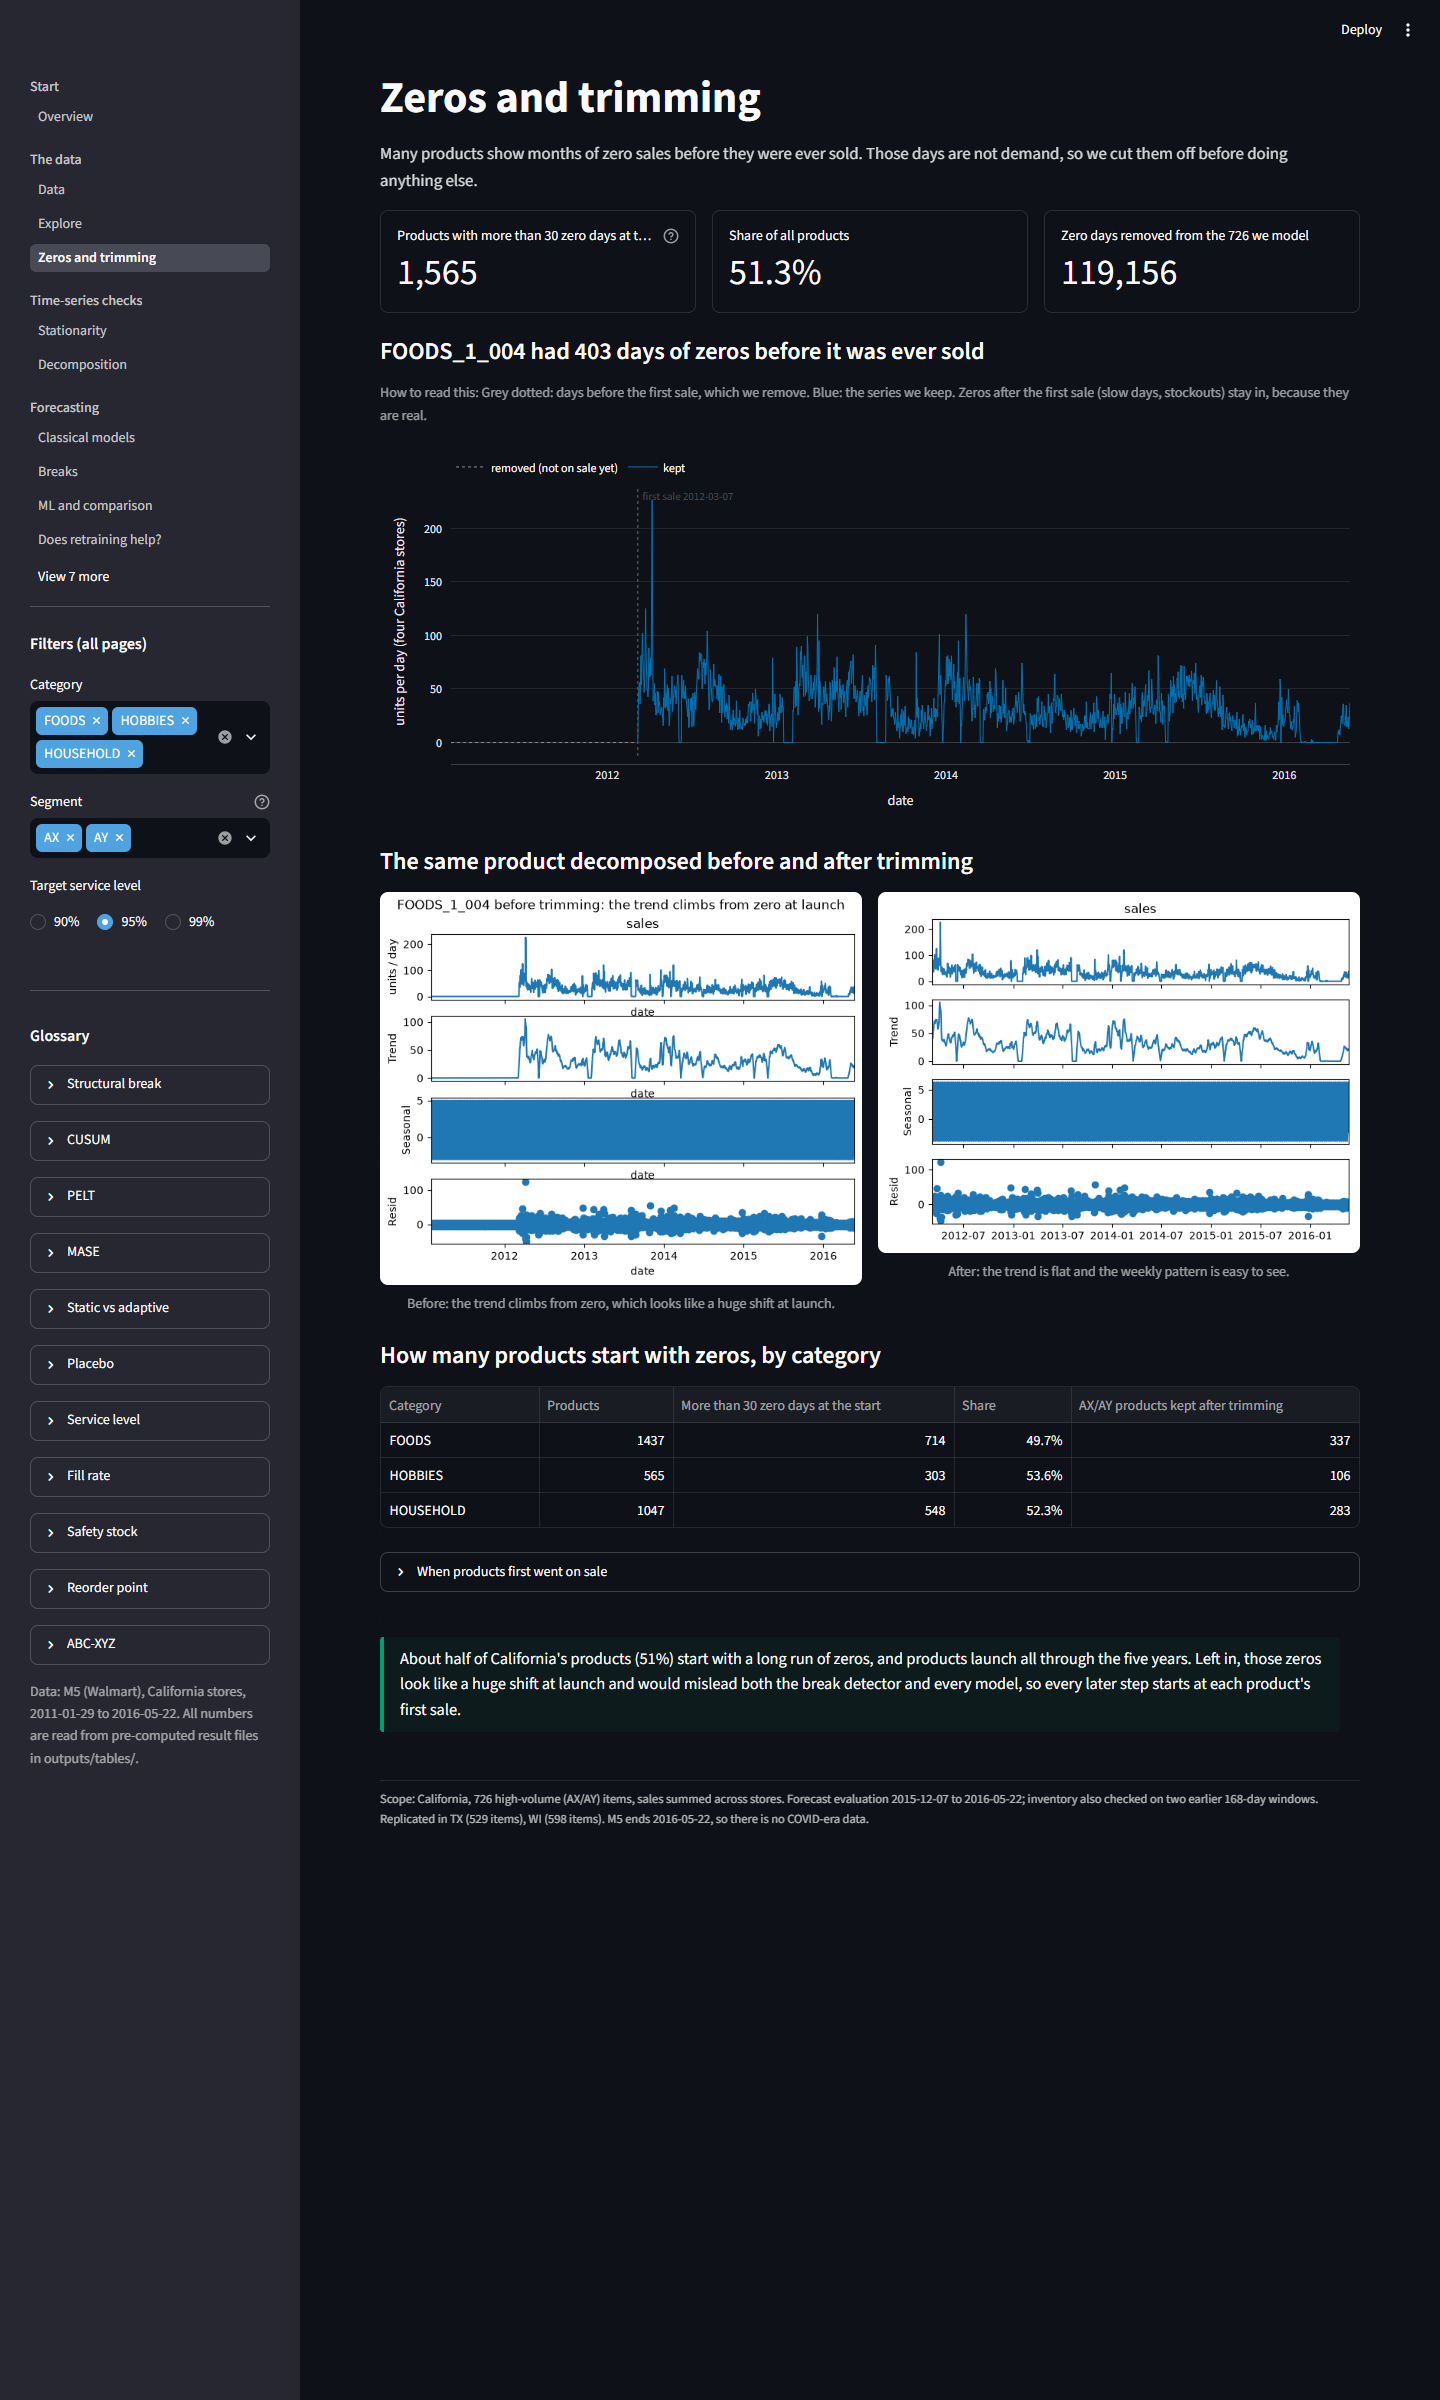 Deploy
Start
Overview
The data
Data
Explore
Zeros and trimming
Time-series checks
Stationarity
Decomposition
Forecasting
Classical models
Breaks
ML and comparison
Does retraining help?
View 7 more
Filters (all pages)
Category
FOODS
HOBBIES
HOUSEHOLD
Segment
AX
AY
Target service level
90%
95%
99%
Glossary
Structural break
CUSUM
PELT
MASE
Static vs adaptive
Placebo
Service level
Fill rate
Safety stock
Reorder point
ABC-XYZ
Data: M5 (Walmart), California stores,
2011-01-29 to 2016-05-22. All numbers
are read from pre-computed result files
in outputs/tables/.
Zeros and trimming
Many products show months of zero sales before they were ever sold. Those days are not demand, so we cut them off before doing
anything else.
Products with more than 30 zero days at t...
1,565
Share of all products
51.3%
Zero days removed from the 726 we model
119,156
FOODS_1_004 had 403 days of zeros before it was ever sold
How to read this: Grey dotted: days before the first sale, which we remove. Blue: the series we keep. Zeros after the first sale (slow days, stockouts) stay in, because they
are real.
removed (not on sale yet)
kept
first sale 2012-03-07
units per day (four California stores)
200
150
100
50
0
2012
2013
2014
2015
2016
date
The same product decomposed before and after trimming
FOODS_1_004 before trimming: the trend climbs from zero at launch
sales
units / day
200
100
0
date
Trend
100
50
0
date
Seasonal
5
0
date
Resid
100
0
2012
2013
2014
2015
2016
date
Before: the trend climbs from zero, which looks like a huge shift at launch.
sales
200
100
0
Trend
100
50
0
Seasonal
5
0
Resid
100
0
2012-07
2013-01
2013-07
2014-01
2014-07
2015-01
2015-07
2016-01
After: the trend is flat and the weekly pattern is easy to see.
How many products start with zeros, by category
Category Products More than 30 zero days at the start Share AX/AY products kept after trimming
FOODS 1437 714 49.7% 337
HOBBIES 565 303 53.6% 106
HOUSEHOLD 1047 548 52.3% 283
When products first went on sale
About half of California's products (51%) start with a long run of zeros, and products launch all through the five years. Left in, those zeros
look like a huge shift at launch and would mislead both the break detector and every model, so every later step starts at each product's
first sale.
Scope: California, 726 high-volume (AX/AY) items, sales summed across stores. Forecast evaluation 2015-12-07 to 2016-05-22; inventory also checked on two earlier 168-day windows.
Replicated in TX (529 items), WI (598 items). M5 ends 2016-05-22, so there is no COVID-era data.